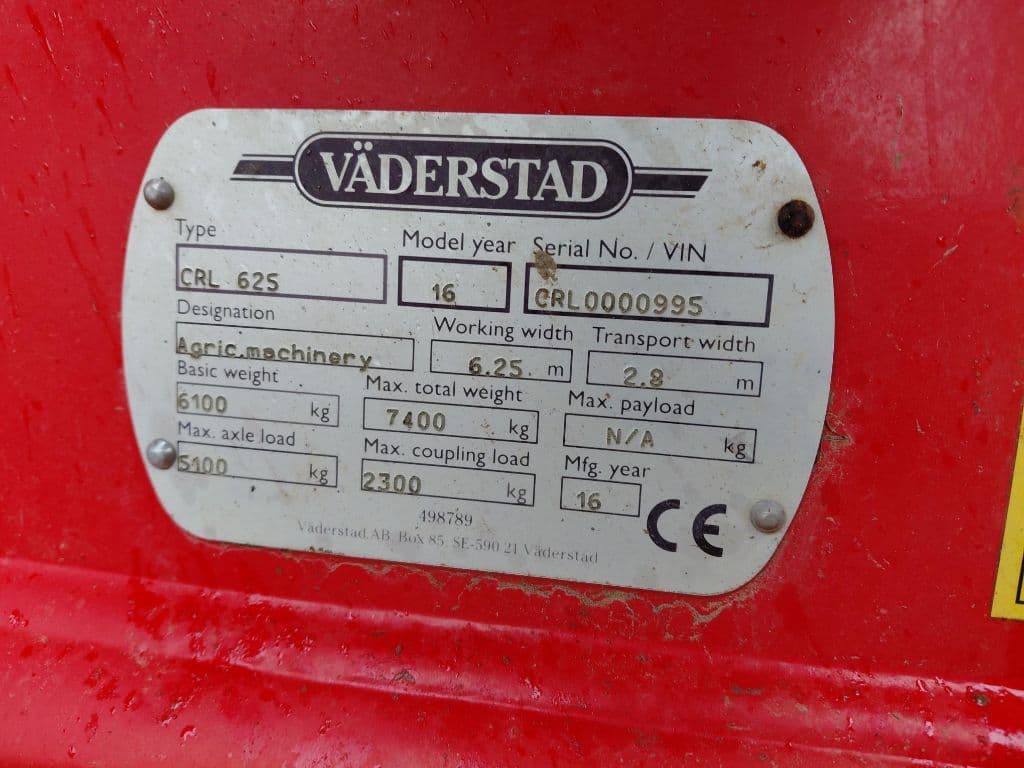 VÄDERSTAD
Type Model year Serial No. / VIN
CRL 625 16 CRL0000995
Designation Working width Transport width
Agric.machinery 6.25 m 2.8 m
Basic weight Max. total weight Max. payload
6100 kg 7400 kg N/A kg
Max. axle load Max. coupling load Mfg. year
5100 kg 2300 kg 16
CE
498789
Väderstad AB, Box 85, SE-590 21 Väderstad